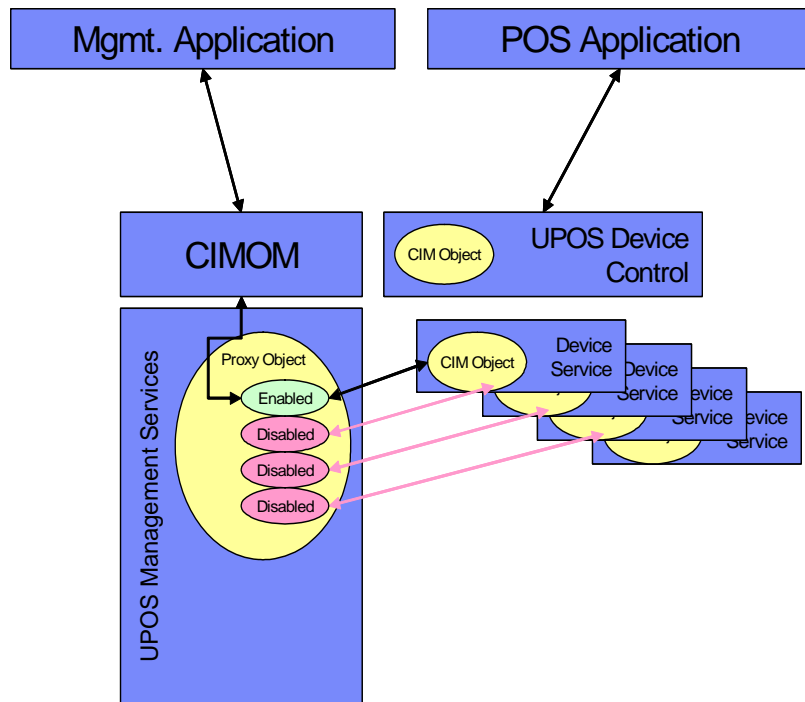 Mgmt. Application
POS Application
CIMOM
CIM Object
UPOS Device
Control
UPOS Management Services
Proxy Object
Enabled
Disabled
Disabled
Disabled
CIM Object
Device
Service
Device
Service
Device
Service
Device
Service